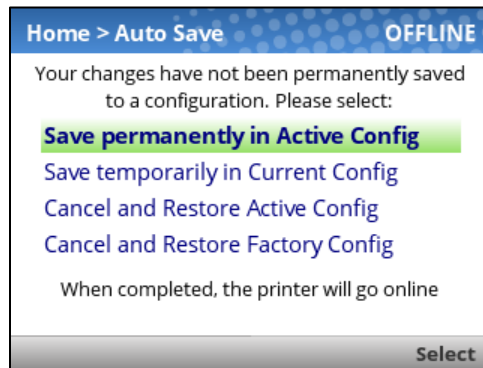 Home > Auto Save OFFLINE
Your changes have not been permanently saved
to a configuration. Please select:
Save permanently in Active Config
Save temporarily in Current Config
Cancel and Restore Active Config
Cancel and Restore Factory Config
When completed, the printer will go online
Select